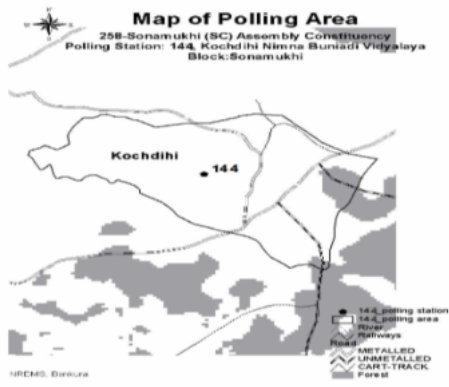 Map of Polling Area
258-Sonamukhi (SC) Assembly Constituency
Polling Station: 144, Kochdihi Nimna Buniadi Vidyalaya
Block:Sonamukhi
Kochdihi
144
144_polling station
144_polling area
River
Railways
Road
METALLED
UNMETALLED
CART-TRACK
Forest
NRDMS, Bankura